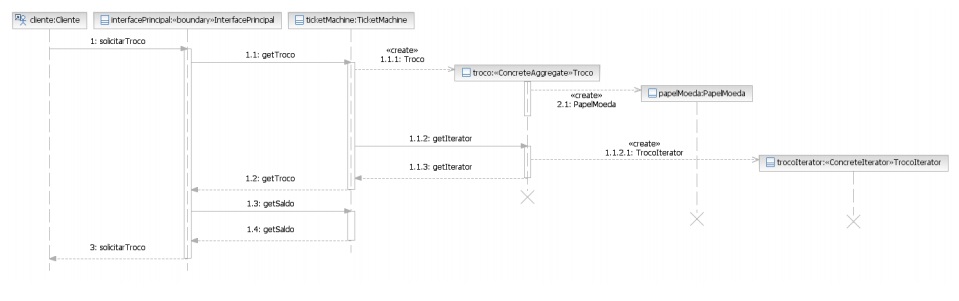 cliente:Cliente
interfacePrincipal:«boundary»InterfacePrincipal
ticketMachine:TicketMachine
1: solicitarTroco
1.1: getTroco
«create»
1.1.1: Troco
troco:«ConcreteAggregate»Troco
«create»
2.1: PapelMoeda
papelMoeda:PapelMoeda
1.1.2: getIterator
«create»
1.1.2.1: TrocoIterator
trocoIterator:«ConcreteIterator»TrocoIterator
1.1.3: getIterator
1.2: getTroco
1.3: getSaldo
1.4: getSaldo
3: solicitarTroco